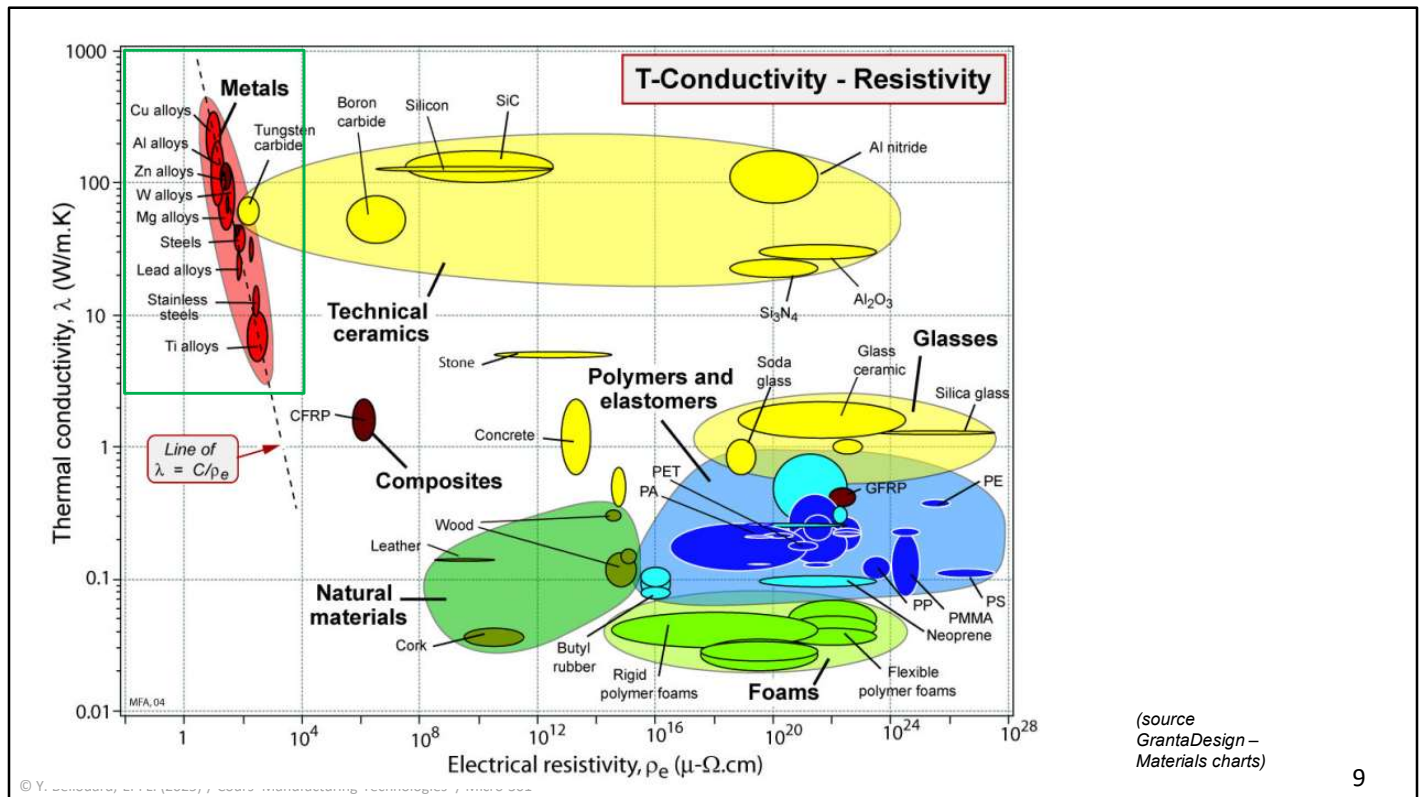 T-Conductivity - Resistivity
Thermal conductivity, λ (W/m.K)
1000
100
10
1
0.1
0.01
Metals
Cu alloys
Al alloys
Zn alloys
W alloys
Mg alloys
Steels
Lead alloys
Stainless
steels
Ti alloys
Tungsten
carbide
Boron
carbide
Silicon
SiC
Al nitride
Technical
ceramics
Si3N4
Al2O3
Stone
Glasses
Soda
glass
Glass
ceramic
Silica glass
Polymers and
elastomers
CFRP
Composites
Concrete
Line of
λ = C/ρe
PET
PA
GFRP
PE
Wood
Leather
Natural
materials
Cork
Butyl
rubber
Rigid
polymer foams
Foams
Flexible
polymer foams
Neoprene
PP
PMMA
PS
MFA, 04
1
10^4
10^8
10^12
10^16
10^20
10^24
10^28
Electrical resistivity, ρe (μ-Ω.cm)
(source
GrantaDesign –
Materials charts)
9